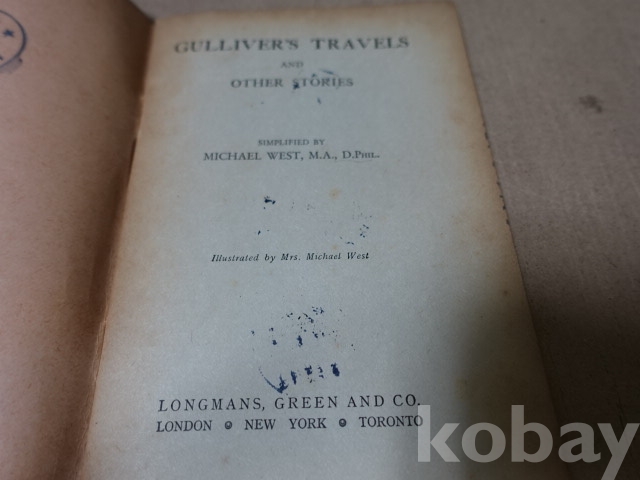 GULLIVER'S TRAVELS
AND
OTHER STORIES
SIMPLIFIED BY
MICHAEL WEST, M.A., D.PHIL.
Illustrated by Mrs. Michael West
LONGMANS, GREEN AND CO.
LONDON • NEW YORK • TORONTO
kobay